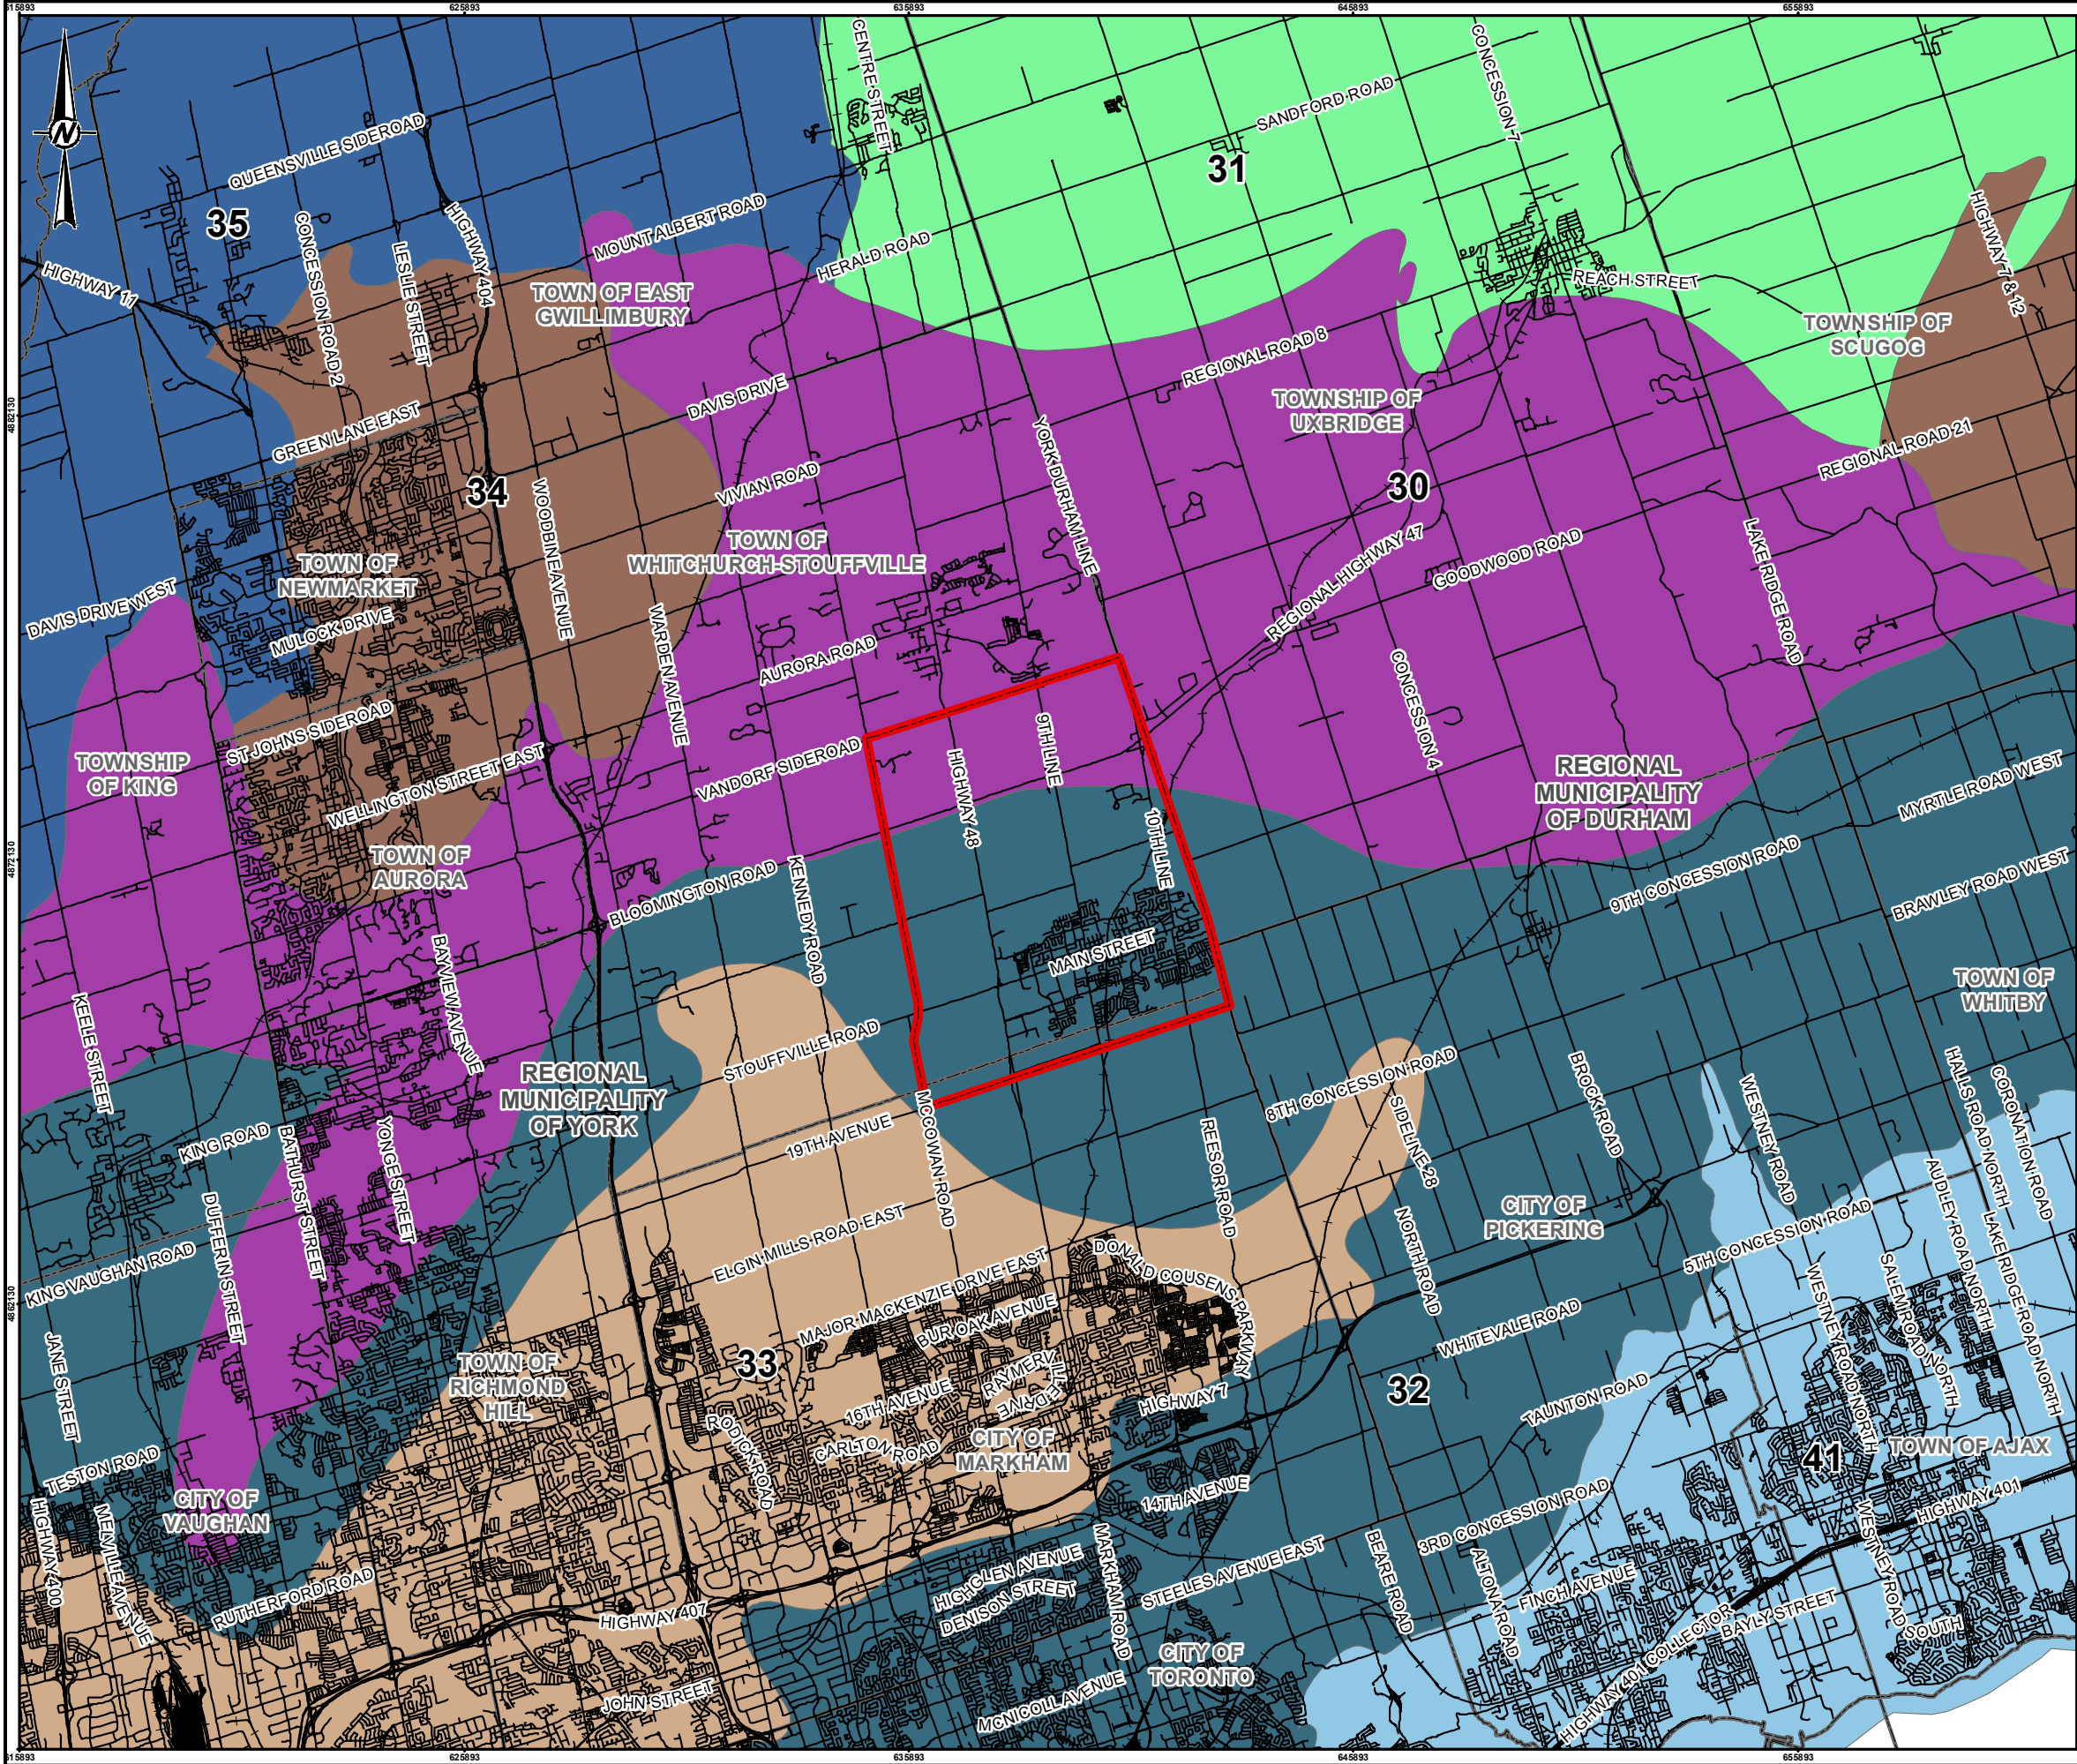 615893
625893
635893
645893
655893
N
CENTRE STREET
CONCESSION 7
SANDFORD ROAD
QUEENSVILLE SIDEROAD
31
35
CONCESSION ROAD 2
LESLIE STREET
HIGHWAY 404
MOUNT ALBERT ROAD
HERALD ROAD
HIGHWAY 7 & 12
HIGHWAY 11
TOWN OF EAST
GWILLIMBURY
REACH STREET
TOWNSHIP OF
SCUGOG
REGIONAL ROAD 8
DAVIS DRIVE
TOWNSHIP OF
UXBRIDGE
4882130
GREEN LANE EAST
YORK DURHAM LINE
REGIONAL ROAD 21
34
WOODBINE AVENUE
VIVIAN ROAD
30
TOWN OF
WHITCHURCH-STOUFFVILLE
REGIONAL HIGHWAY 47
GOODWOOD ROAD
LAKE RIDGE ROAD
TOWN OF
NEWMARKET
DAVIS DRIVE WEST
MULOCK DRIVE
WARDEN AVENUE
AURORA ROAD
CONCESSION 4
ST JOHNS SIDEROAD
9TH LINE
TOWNSHIP
OF KING
WELLINGTON STREET EAST
VANDORF SIDEROAD
HIGHWAY 48
REGIONAL
MUNICIPALITY
OF DURHAM
MYRTLE ROAD WEST
10TH LINE
4872130
TOWN OF
AURORA
BLOOMINGTON ROAD
KENNEDY ROAD
9TH CONCESSION ROAD
BRAWLEY ROAD WEST
BAYVIEW AVENUE
MAIN STREET
TOWN OF
WHITBY
KEELE STREET
STOUFFVILLE ROAD
REGIONAL
MUNICIPALITY
OF YORK
8TH CONCESSION ROAD
SIDELINE 28
BROCK ROAD
WESTNEY ROAD
HALLS ROAD NORTH
CORONATION ROAD
KING ROAD
BATHURST STREET
YONGE STREET
19TH AVENUE
MCCOWAN ROAD
REESOR ROAD
AUDLEY ROAD NORTH
LAKE RIDGE ROAD NORTH
DUFFERIN STREET
NORTH ROAD
CITY OF
PICKERING
5TH CONCESSION ROAD
KING VAUGHAN ROAD
ELGIN MILLS ROAD EAST
DONALD COUSENS PARKWAY
WESTNEY ROAD NORTH
SALEM ROAD NORTH
4862130
MAJOR MACKENZIE DRIVE EAST
BUR OAK AVENUE
WHITEVALE ROAD
JANE STREET
TOWN OF
RICHMOND
HILL
33
RAYMERVILLE
DRIVE
16TH AVENUE
HIGHWAY 7
32
TAUNTON ROAD
RODICK ROAD
CARLTON ROAD
CITY OF
MARKHAM
41
TOWN OF AJAX
TESTON ROAD
HIGHWAY 400
MELVILLE AVENUE
CITY OF
VAUGHAN
14TH AVENUE
3RD CONCESSION ROAD
HIGHWAY 401
WESTNEY ROAD
SOUTH
RUTHERFORD ROAD
HIGHWAY 407
HIGHGLEN AVENUE
DENISON STREET
MARKHAM ROAD
STEELES AVENUE EAST
BEARE ROAD
ALTONA ROAD
FINCH AVENUE
BAYLY STREET
HIGHWAY 401 COLLECTOR
CITY OF
TORONTO
JOHN STREET
MCNICOLL AVENUE
615893
625893
635893
645893
655893